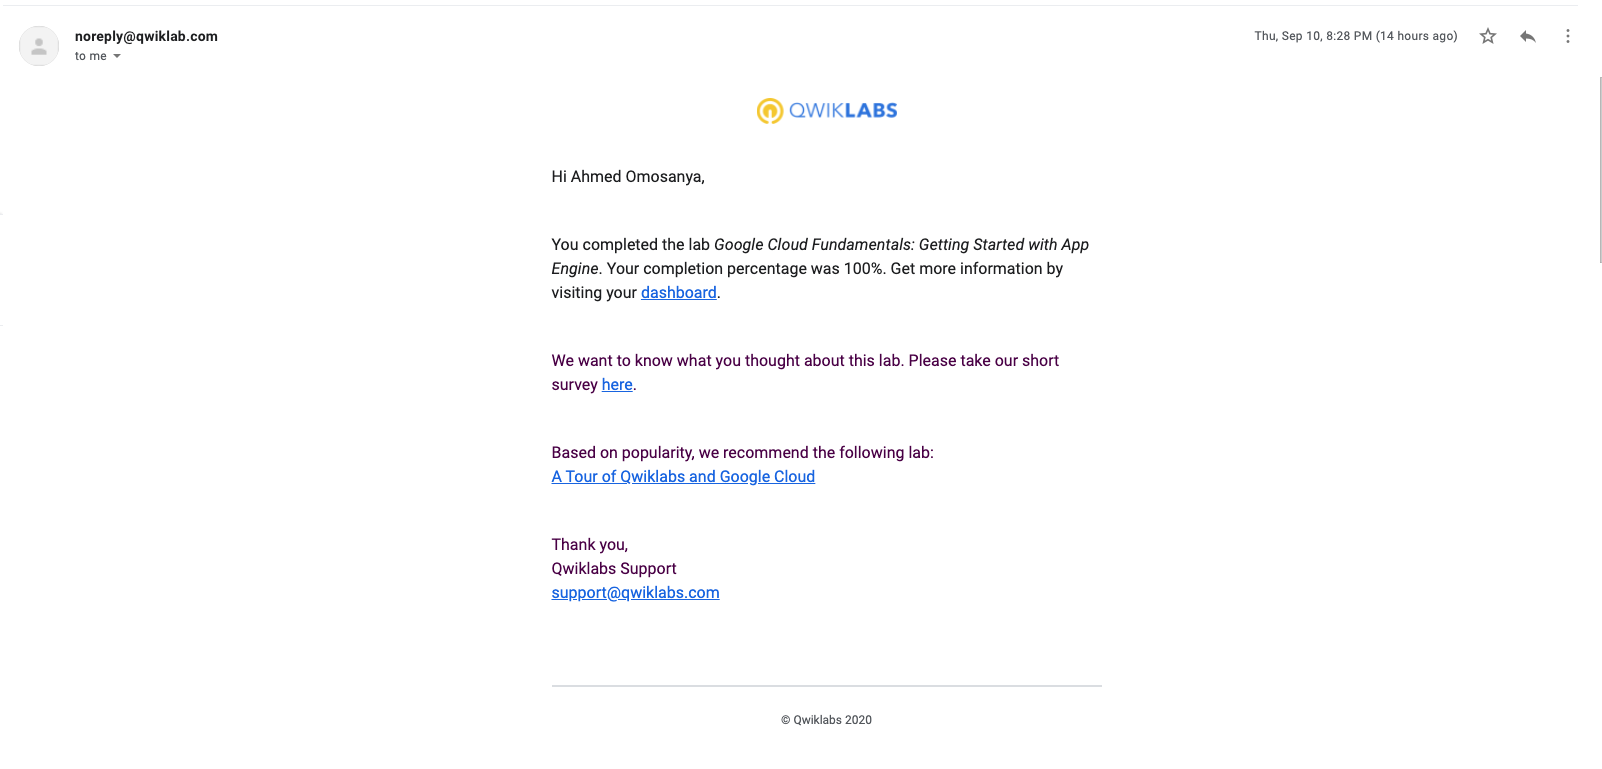 noreply@qwiklab.com
Thu, Sep 10, 8:28 PM (14 hours ago)
to me
QWIKLABS
Hi Ahmed Omosanya,
You completed the lab Google Cloud Fundamentals: Getting Started with App
Engine. Your completion percentage was 100%. Get more information by
visiting your dashboard.
We want to know what you thought about this lab. Please take our short
survey here.
Based on popularity, we recommend the following lab:
A Tour of Qwiklabs and Google Cloud
Thank you,
Qwiklabs Support
support@qwiklabs.com
© Qwiklabs 2020